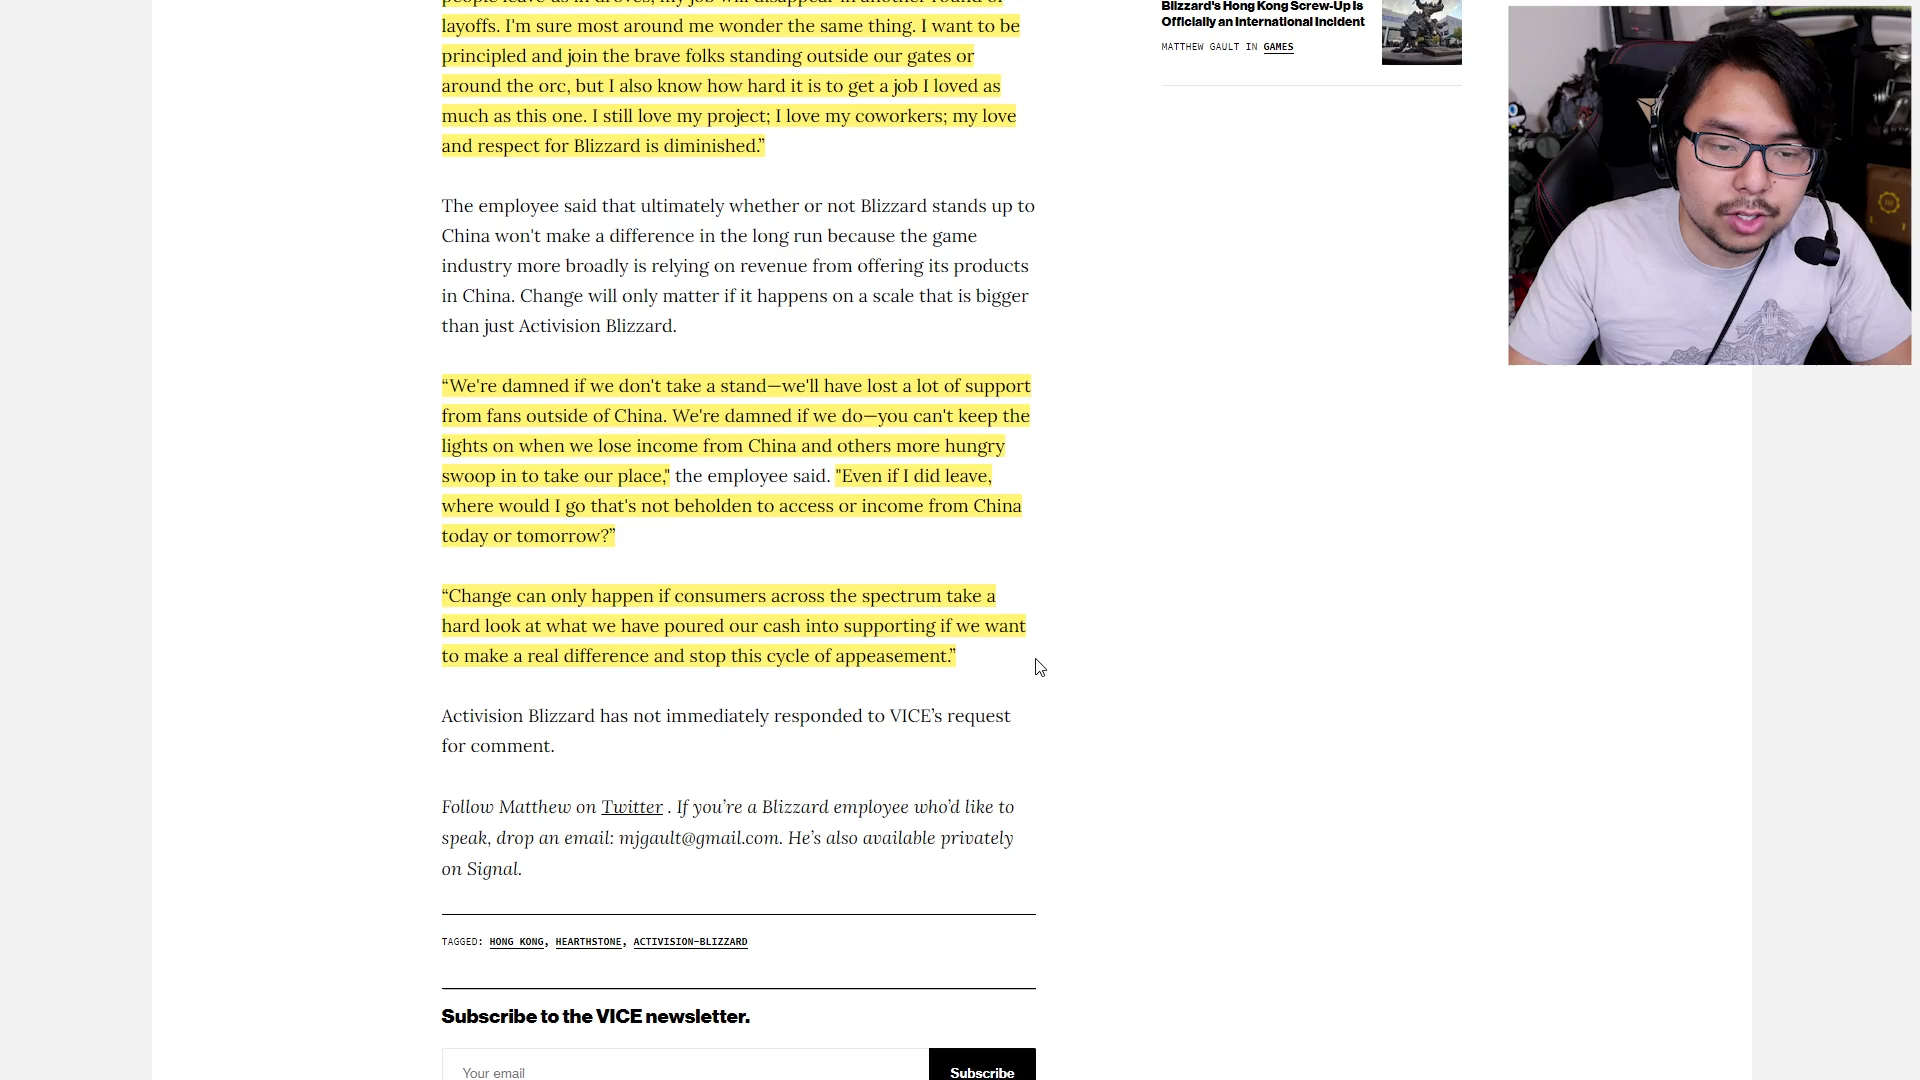 people leave as in droves, my job will disappear in another round of
layoffs. I'm sure most around me wonder the same thing. I want to be
principled and join the brave folks standing outside our gates or
around the orc, but I also know how hard it is to get a job I loved as
much as this one. I still love my project; I love my coworkers; my love
and respect for Blizzard is diminished.”
The employee said that ultimately whether or not Blizzard stands up to
China won't make a difference in the long run because the game
industry more broadly is relying on revenue from offering its products
in China. Change will only matter if it happens on a scale that is bigger
than just Activision Blizzard.
“We're damned if we don't take a stand—we'll have lost a lot of support
from fans outside of China. We're damned if we do—you can't keep the
lights on when we lose income from China and others more hungry
swoop in to take our place," the employee said. "Even if I did leave,
where would I go that's not beholden to access or income from China
today or tomorrow?”
“Change can only happen if consumers across the spectrum take a
hard look at what we have poured our cash into supporting if we want
to make a real difference and stop this cycle of appeasement.”
Activision Blizzard has not immediately responded to VICE’s request
for comment.
Follow Matthew on Twitter . If you’re a Blizzard employee who’d like to
speak, drop an email: mjgault@gmail.com. He’s also available privately
on Signal.
TAGGED: HONG KONG, HEARTHSTONE, ACTIVISION-BLIZZARD
Subscribe to the VICE newsletter.
Your email
Subscribe
Blizzard's Hong Kong Screw-Up Is
Officially an International Incident
MATTHEW GAULT IN GAMES